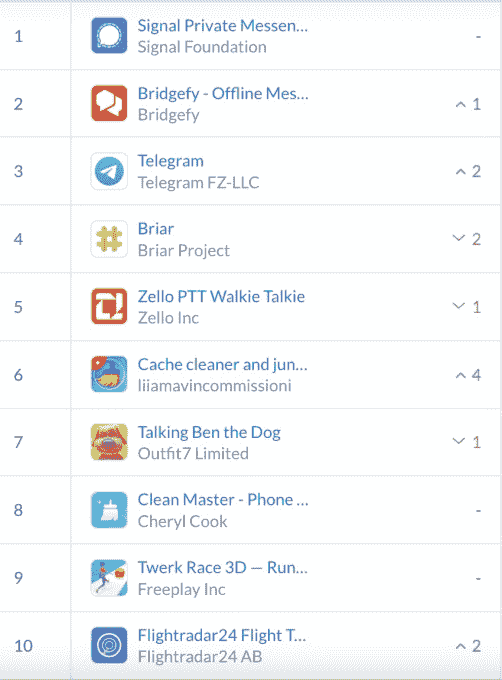 1
Signal Private Messen...
Signal Foundation
-
2
Bridgefy - Offline Mes...
Bridgefy
1
3
Telegram
Telegram FZ-LLC
2
4
Briar
Briar Project
2
5
Zello PTT Walkie Talkie
Zello Inc
1
6
Cache cleaner and jun...
liiamavincommissioni
4
7
Talking Ben the Dog
Outfit7 Limited
1
8
Clean Master - Phone ...
Cheryl Cook
-
9
Twerk Race 3D — Run...
Freeplay Inc
-
10
Flightradar24 Flight T...
Flightradar24 AB
2